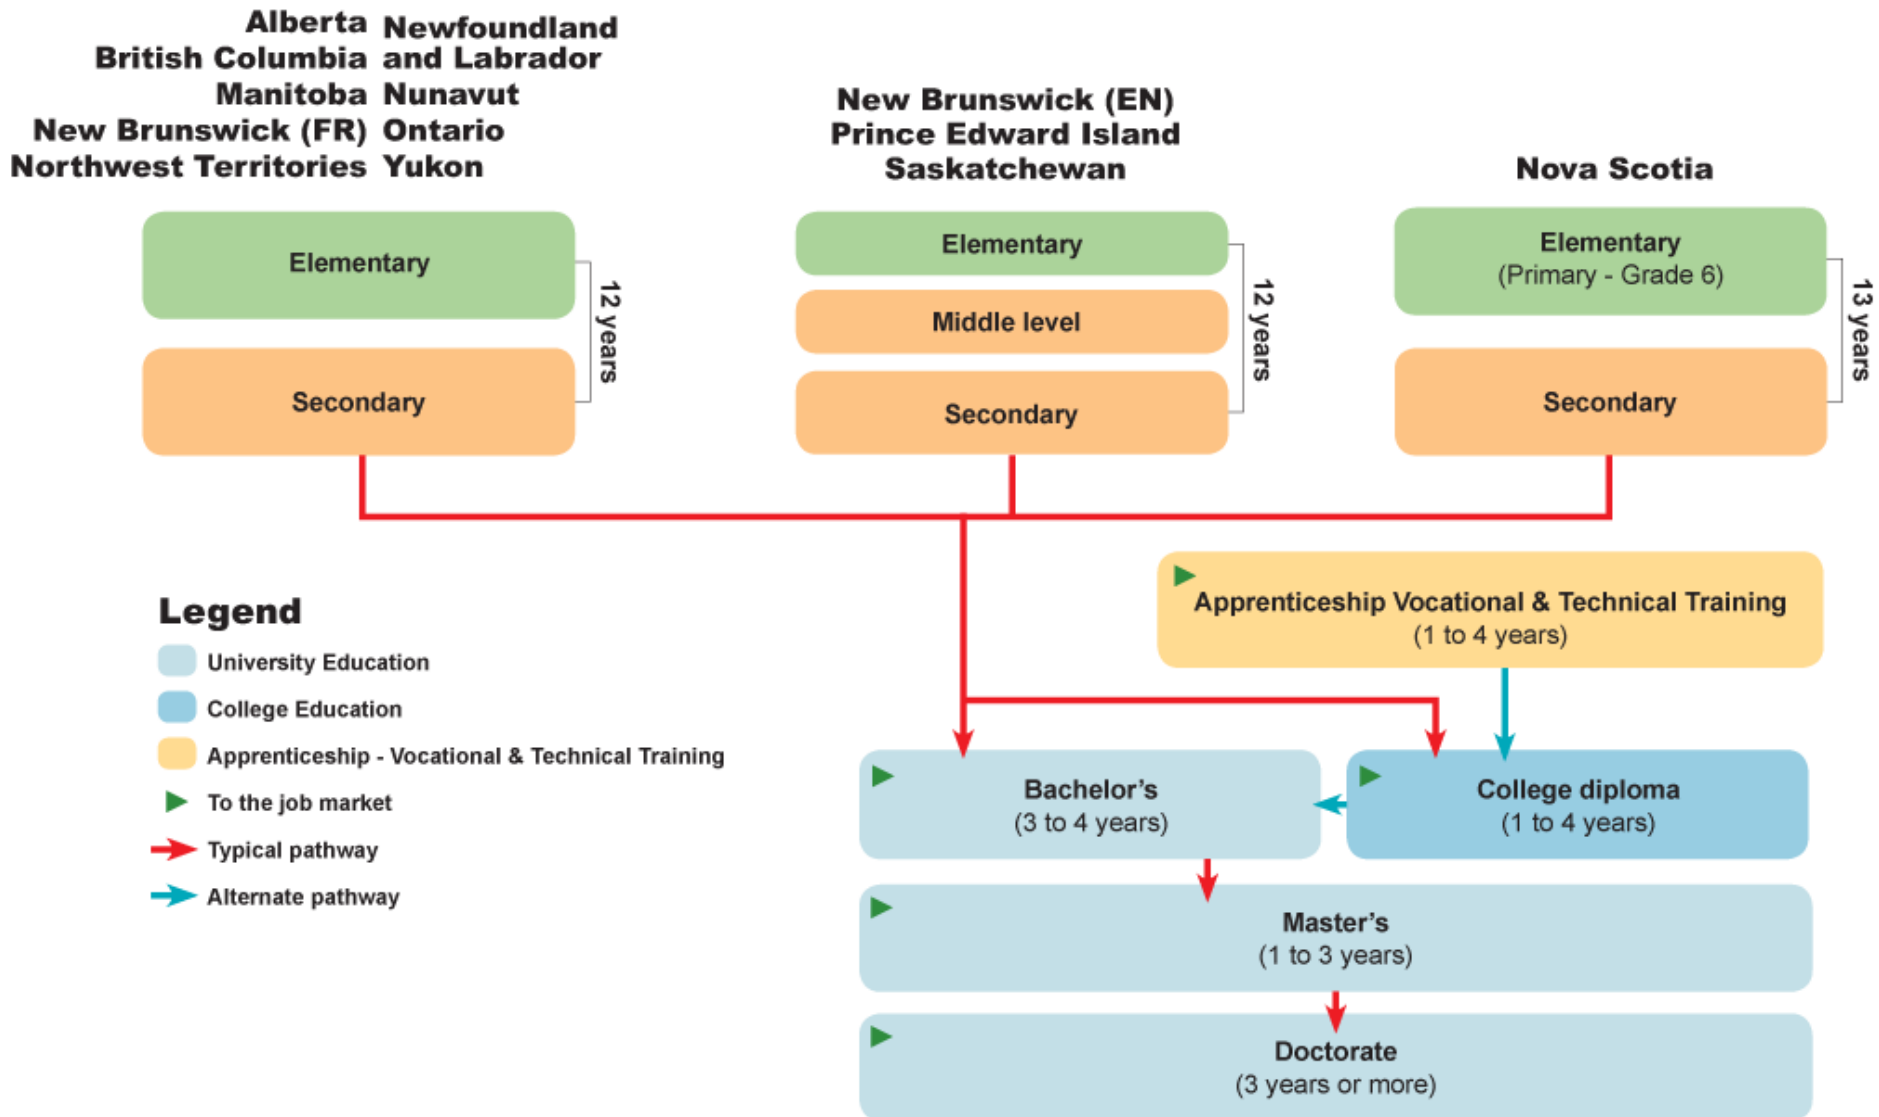 Alberta
British Columbia
Manitoba
New Brunswick (FR)
Northwest Territories
Newfoundland
and Labrador
Nunavut
Ontario
Yukon
New Brunswick (EN)
Prince Edward Island
Saskatchewan
Nova Scotia
Elementary
Secondary
12 years
Elementary
Middle level
Secondary
12 years
Elementary
(Primary - Grade 6)
Secondary
13 years
Apprenticeship Vocational & Technical Training
(1 to 4 years)
Legend
University Education
College Education
Apprenticeship - Vocational & Technical Training
To the job market
Typical pathway
Alternate pathway
Bachelor’s
(3 to 4 years)
College diploma
(1 to 4 years)
Master’s
(1 to 3 years)
Doctorate
(3 years or more)